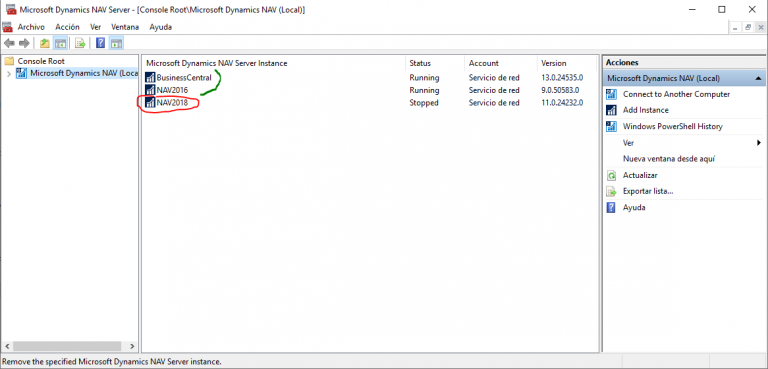 Microsoft Dynamics NAV Server - [Console Root\Microsoft Dynamics NAV (Local)]
Archivo Acción Ver Ventana Ayuda
Console Root
Microsoft Dynamics NAV (Loca
Microsoft Dynamics NAV Server Instance Status Account Version
BusinessCentral Running Servicio de red 13.0.24535.0
NAV2016 Running Servicio de red 9.0.50583.0
NAV2018 Stopped Servicio de red 11.0.24232.0
Acciones
Microsoft Dynamics NAV (Local)
Connect to Another Computer
Add Instance
Windows PowerShell History
Ver
Nueva ventana desde aquí
Actualizar
Exportar lista...
Ayuda
Remove the specified Microsoft Dynamics NAV Server instance.